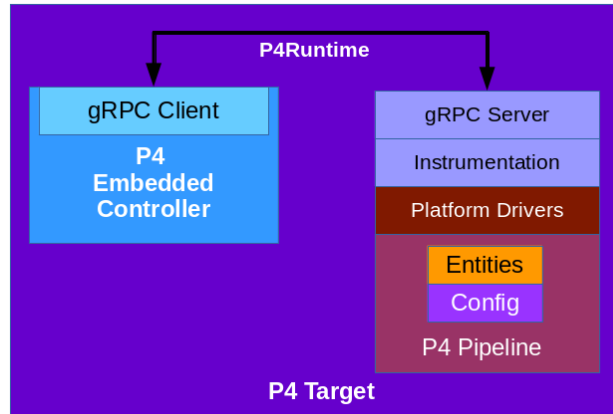 P4Runtime
gRPC Client
P4
Embedded
Controller
gRPC Server
Instrumentation
Platform Drivers
Entities
Config
P4 Pipeline
P4 Target